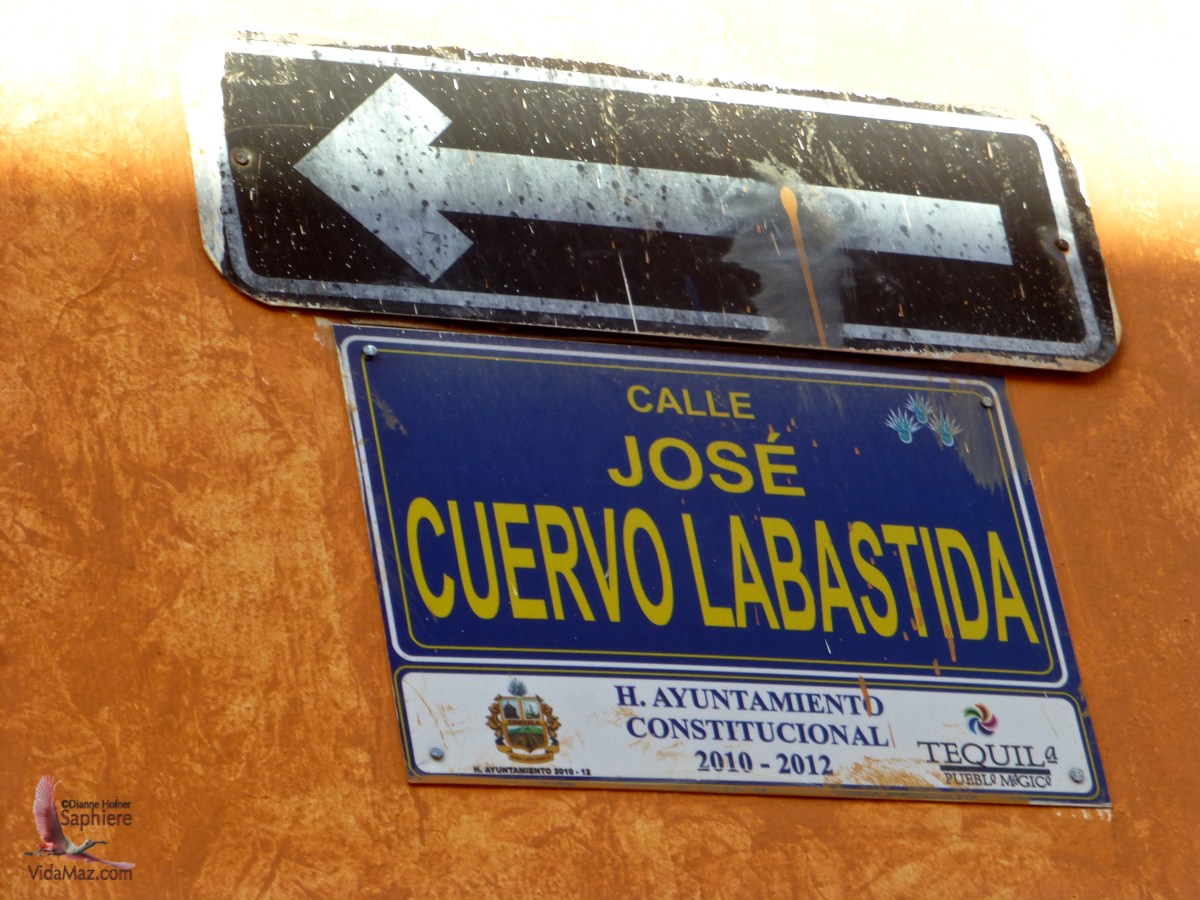 CALLE
JOSÉ
CUERVO LABASTIDA
H. AYUNTAMIENTO
CONSTITUCIONAL
2010 - 2012
H. AYUNTAMIENTO 2010 - 12
TEQUILa
PUEBLo MaGICo
©Dianne Hofner
Saphiere
VidaMaz.com